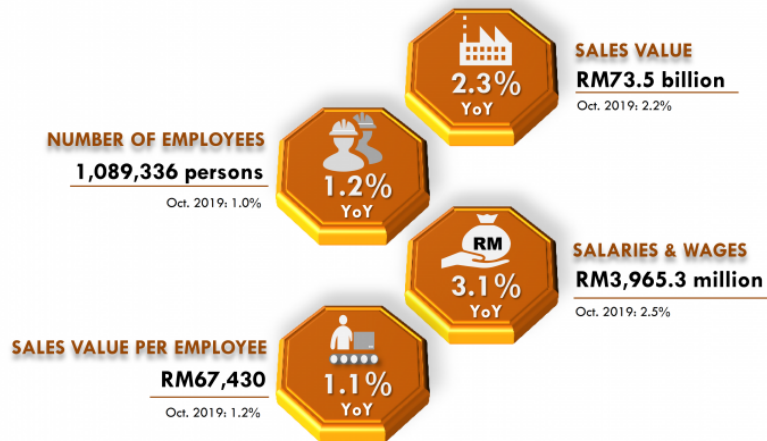 2.3%
YoY
SALES VALUE
RM73.5 billion
Oct. 2019: 2.2%
NUMBER OF EMPLOYEES
1,089,336 persons
Oct. 2019: 1.0%
1.2%
YoY
RM
3.1%
YoY
SALARIES & WAGES
RM3,965.3 million
Oct. 2019: 2.5%
SALES VALUE PER EMPLOYEE
RM67,430
Oct. 2019: 1.2%
1.1%
YoY